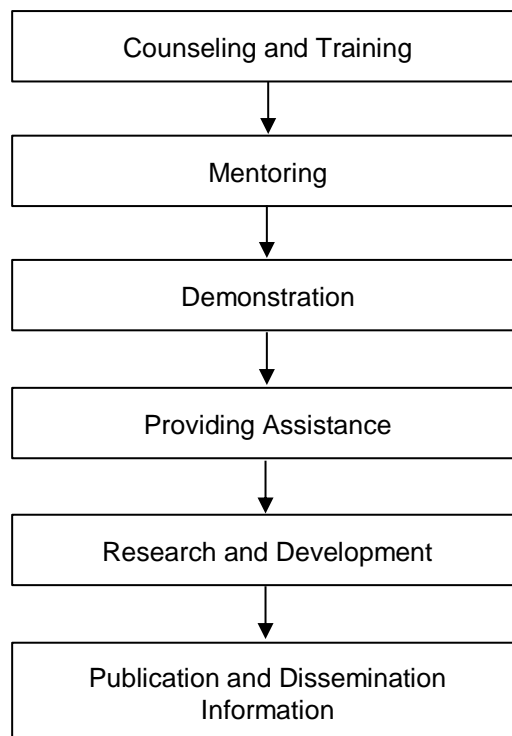 Counseling and Training
Mentoring
Demonstration
Providing Assistance
Research and Development
Publication and Dissemination
Information